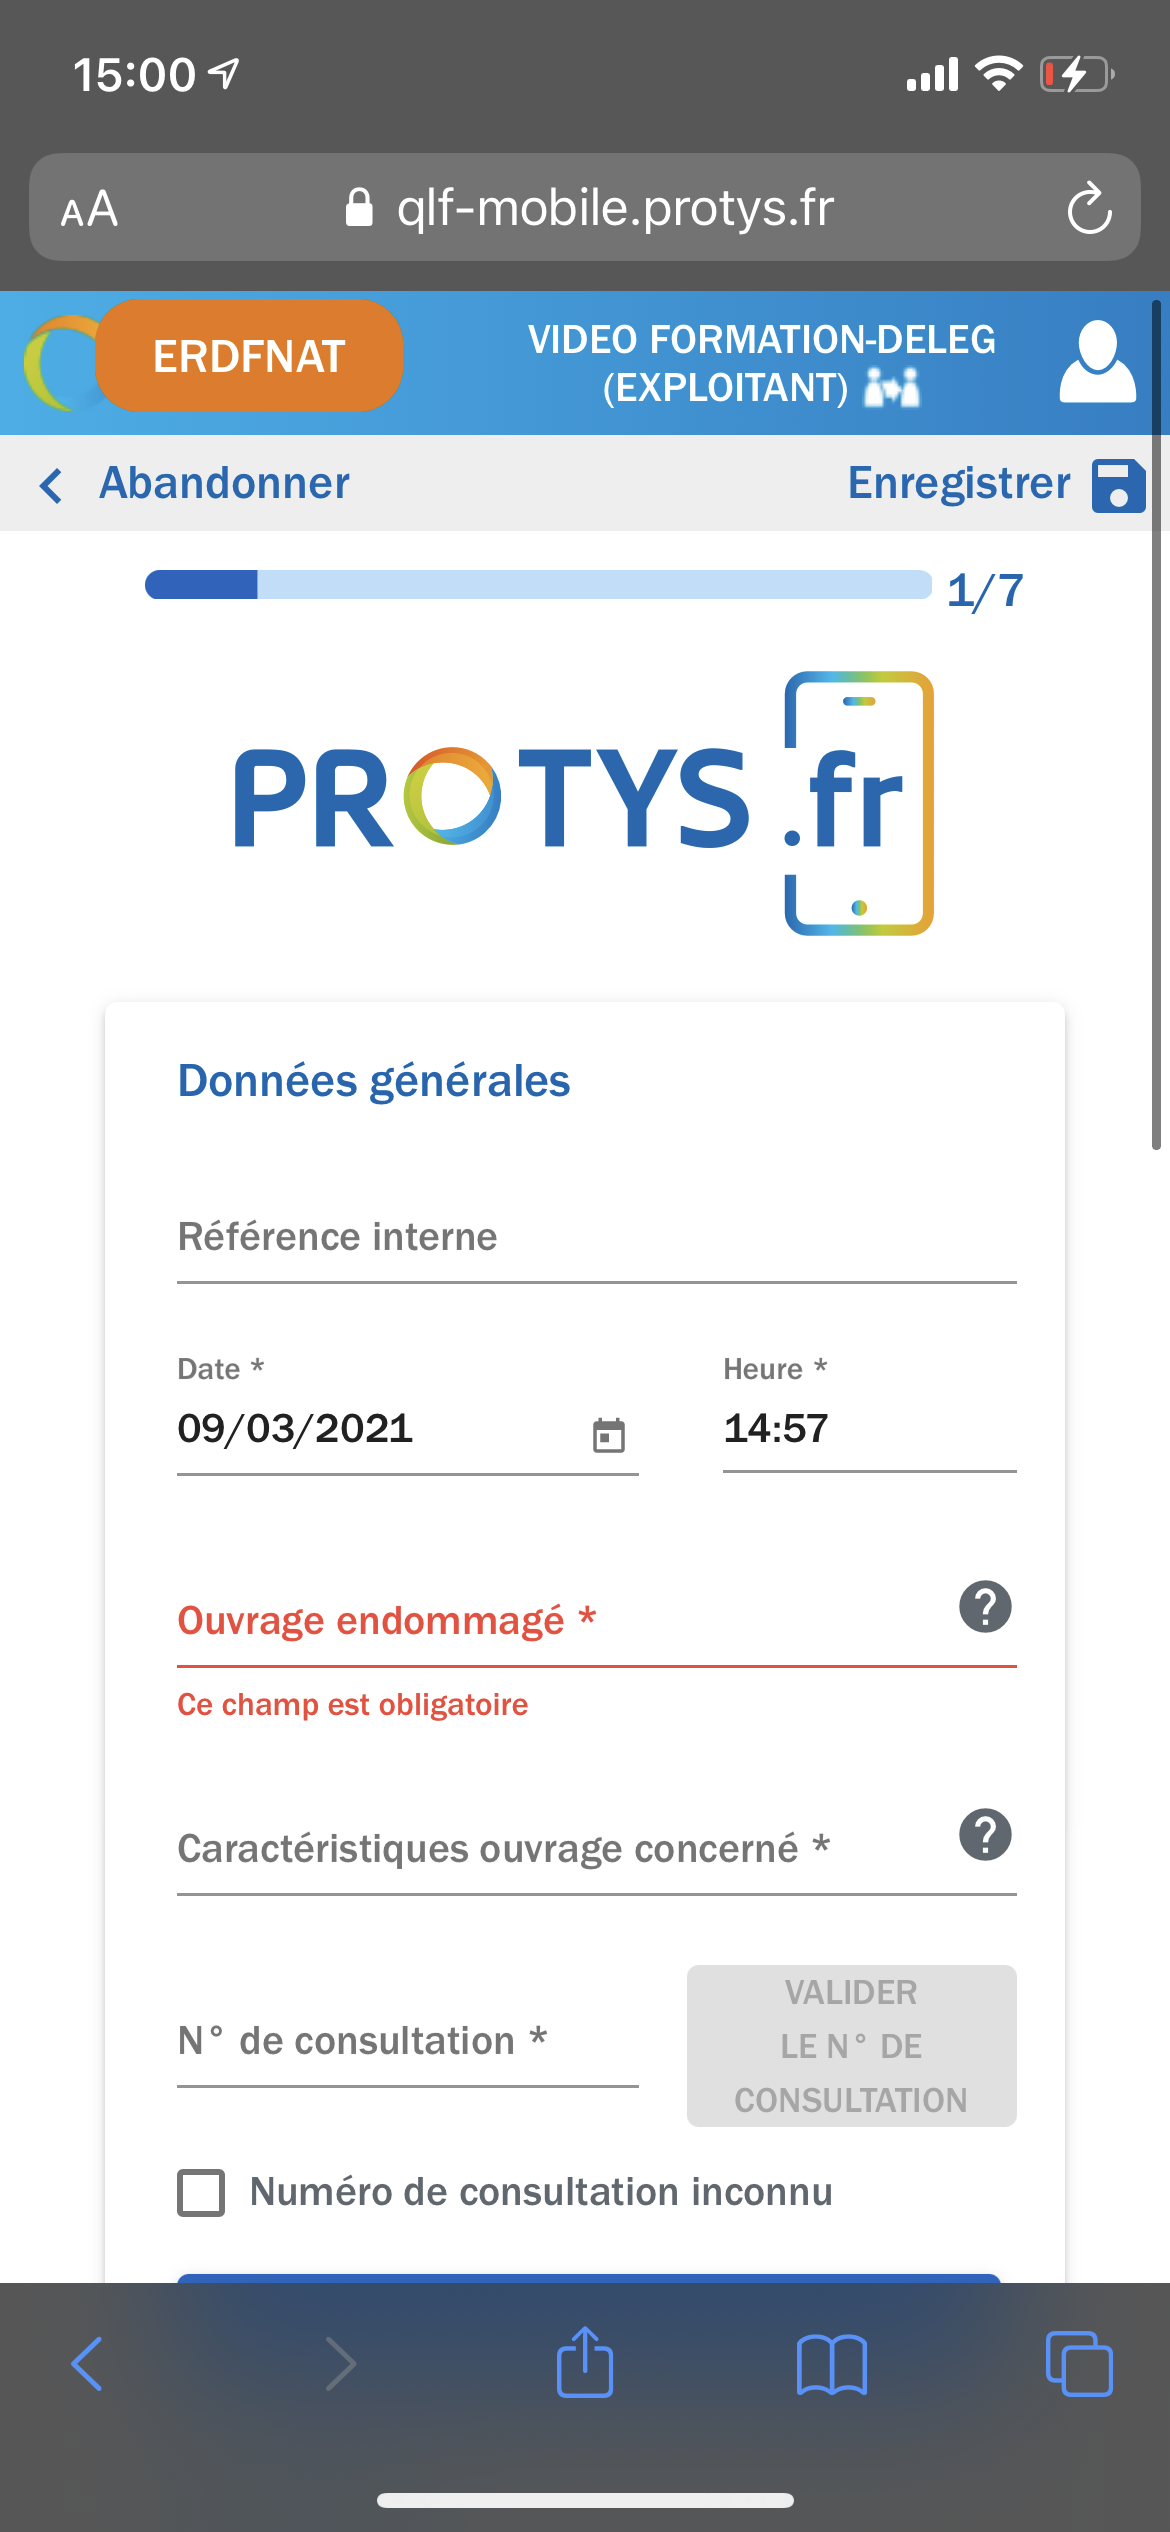 15:00
AA qlf-mobile.protys.fr
ERDFNAT
VIDEO FORMATION-DELEG
(EXPLOITANT)
Abandonner
Enregistrer
1/7
PROTYS.fr
Données générales
Référence interne
Date *
Heure *
09/03/2021
14:57
Ouvrage endommagé *
?
Ce champ est obligatoire
Caractéristiques ouvrage concerné *
?
N° de consultation *
VALIDER
LE N° DE
CONSULTATION
Numéro de consultation inconnu